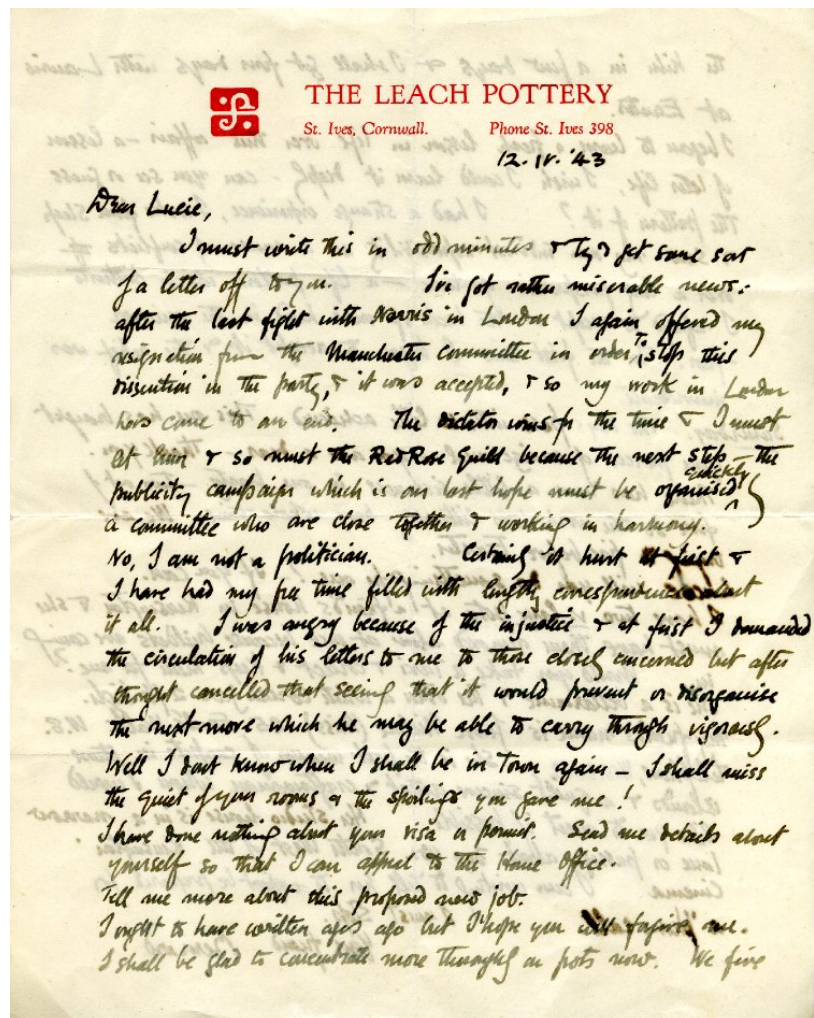 THE LEACH POTTERY
St. Ives, Cornwall. Phone St. Ives 398
12. IV. '43
Dear Lucie,
I must write this in odd minutes & try & get some sort
of a letter off to you. I've got rather miserable news:
after the last fight with Norris in London I again offered my
resignation from the Manchester Committee in order to stop this
dissention in the party, & it was accepted, & so my work in London
has come to an end. The dictator wins for the time & I must
& so must the Red Rose Guild because the next step – the
publicity campaign which is our last hope must be organised quickly
a committee who are close together & working in harmony.
No, I am not a politician. Certainly it hurt at first &
I have had my free time filled with lengthy correspondence about
it all. I was angry because of the injustice & at first I demanded
the circulation of his letters to me to those closely concerned but after
thought cancelled that seeing that it would prevent or disorganise
the next move which he may be able to carry through vigorously.
Well I dont know when I shall be in Town again – I shall miss
the quiet of your rooms & the spoilings you gave me!
I have done nothing about your visa or permit. Send me details about
yourself so that I can appeal to the Home Office.
Tell me more about this proposed new job.
I ought to have written ages ago but I hope you will forgive me.
I shall be glad to concentrate more thoroughly on pots now. We fire